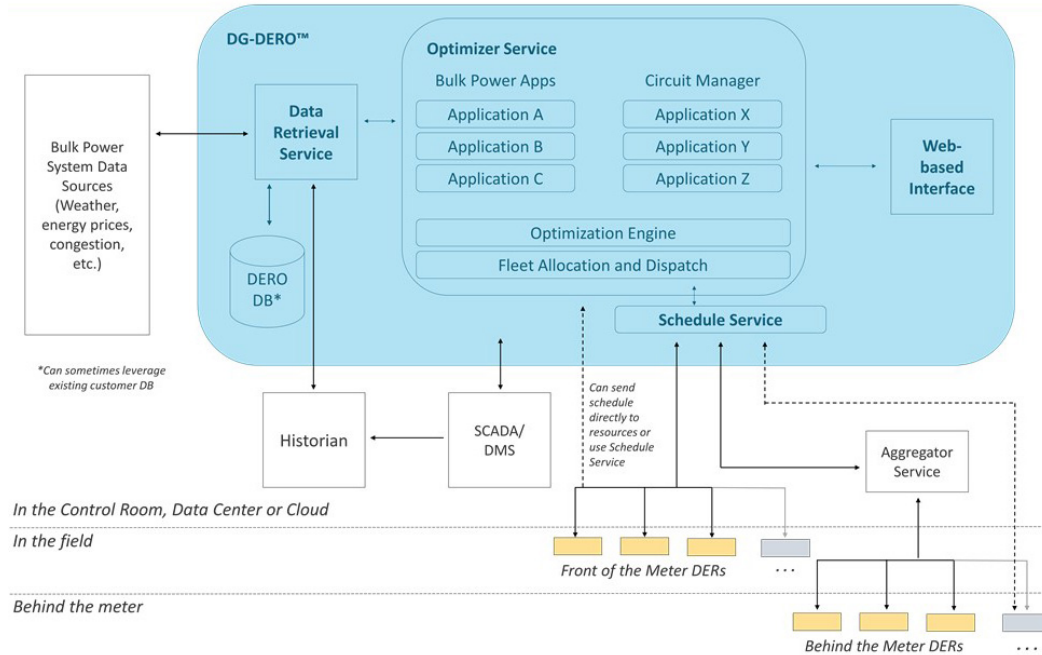 DG-DERO™
Optimizer Service
Bulk Power Apps
Circuit Manager
Application A
Application X
Application B
Application Y
Application C
Application Z
Optimization Engine
Fleet Allocation and Dispatch
Data
Retrieval
Service
Web-
based
Interface
Bulk Power
System Data
Sources
(Weather,
energy prices,
congestion,
etc.)
DERO
DB*
Schedule Service
*Can sometimes leverage
existing customer DB
Historian
SCADA/
DMS
Can send
schedule
directly to
resources or
use Schedule
Service
Aggregator
Service
In the Control Room, Data Center or Cloud
In the field
Front of the Meter DERs
...
Behind the meter
Behind the Meter DERs
...